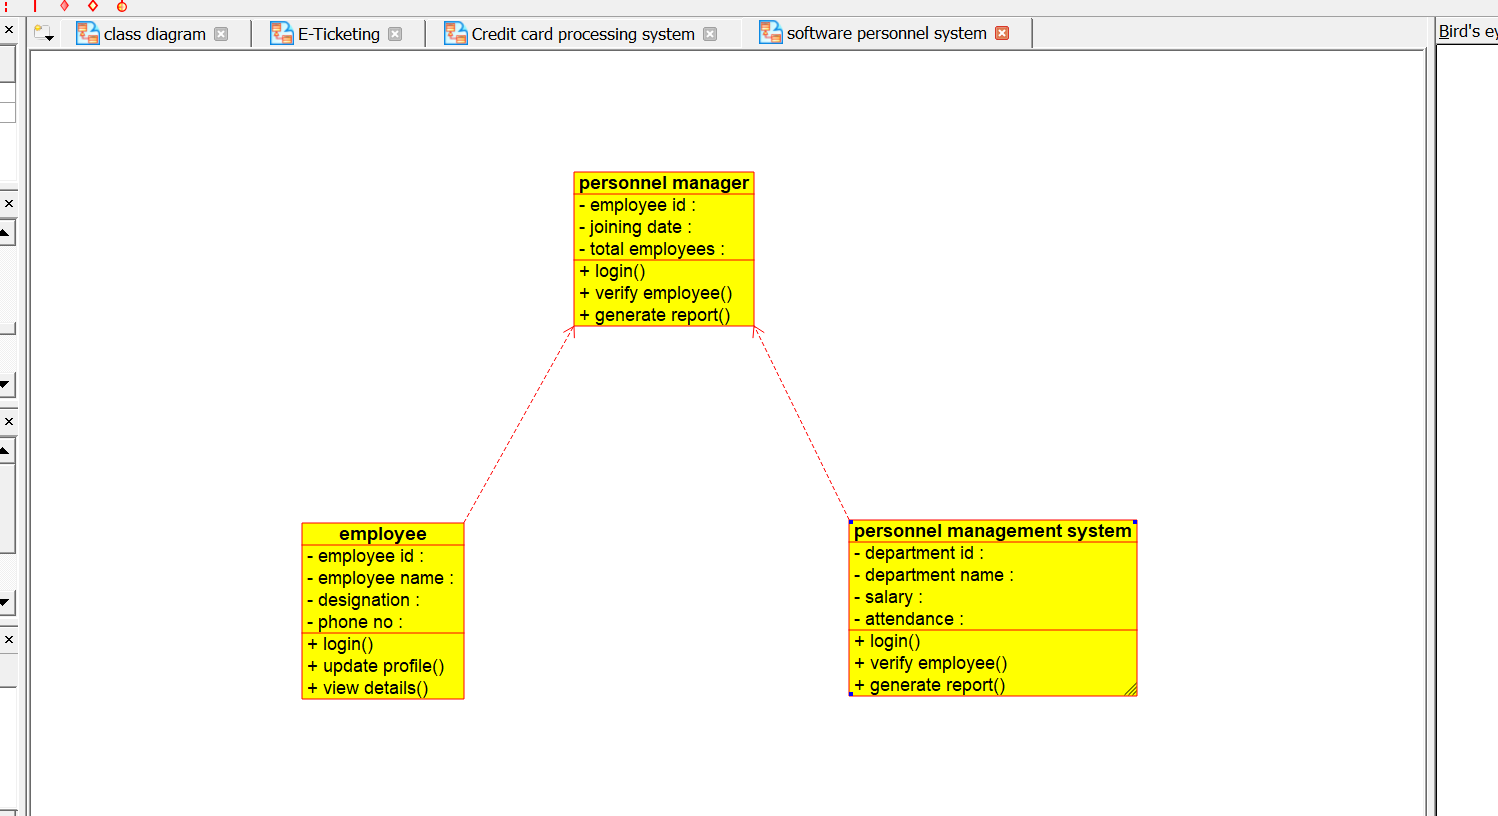 class diagram
E-Ticketing
Credit card processing system
software personnel system
Bird's ey
personnel manager
- employee id :
- joining date :
- total employees :
+ login()
+ verify employee()
+ generate report()
employee
- employee id :
- employee name :
- designation :
- phone no :
+ login()
+ update profile()
+ view details()
personnel management system
- department id :
- department name :
- salary :
- attendance :
+ login()
+ verify employee()
+ generate report()